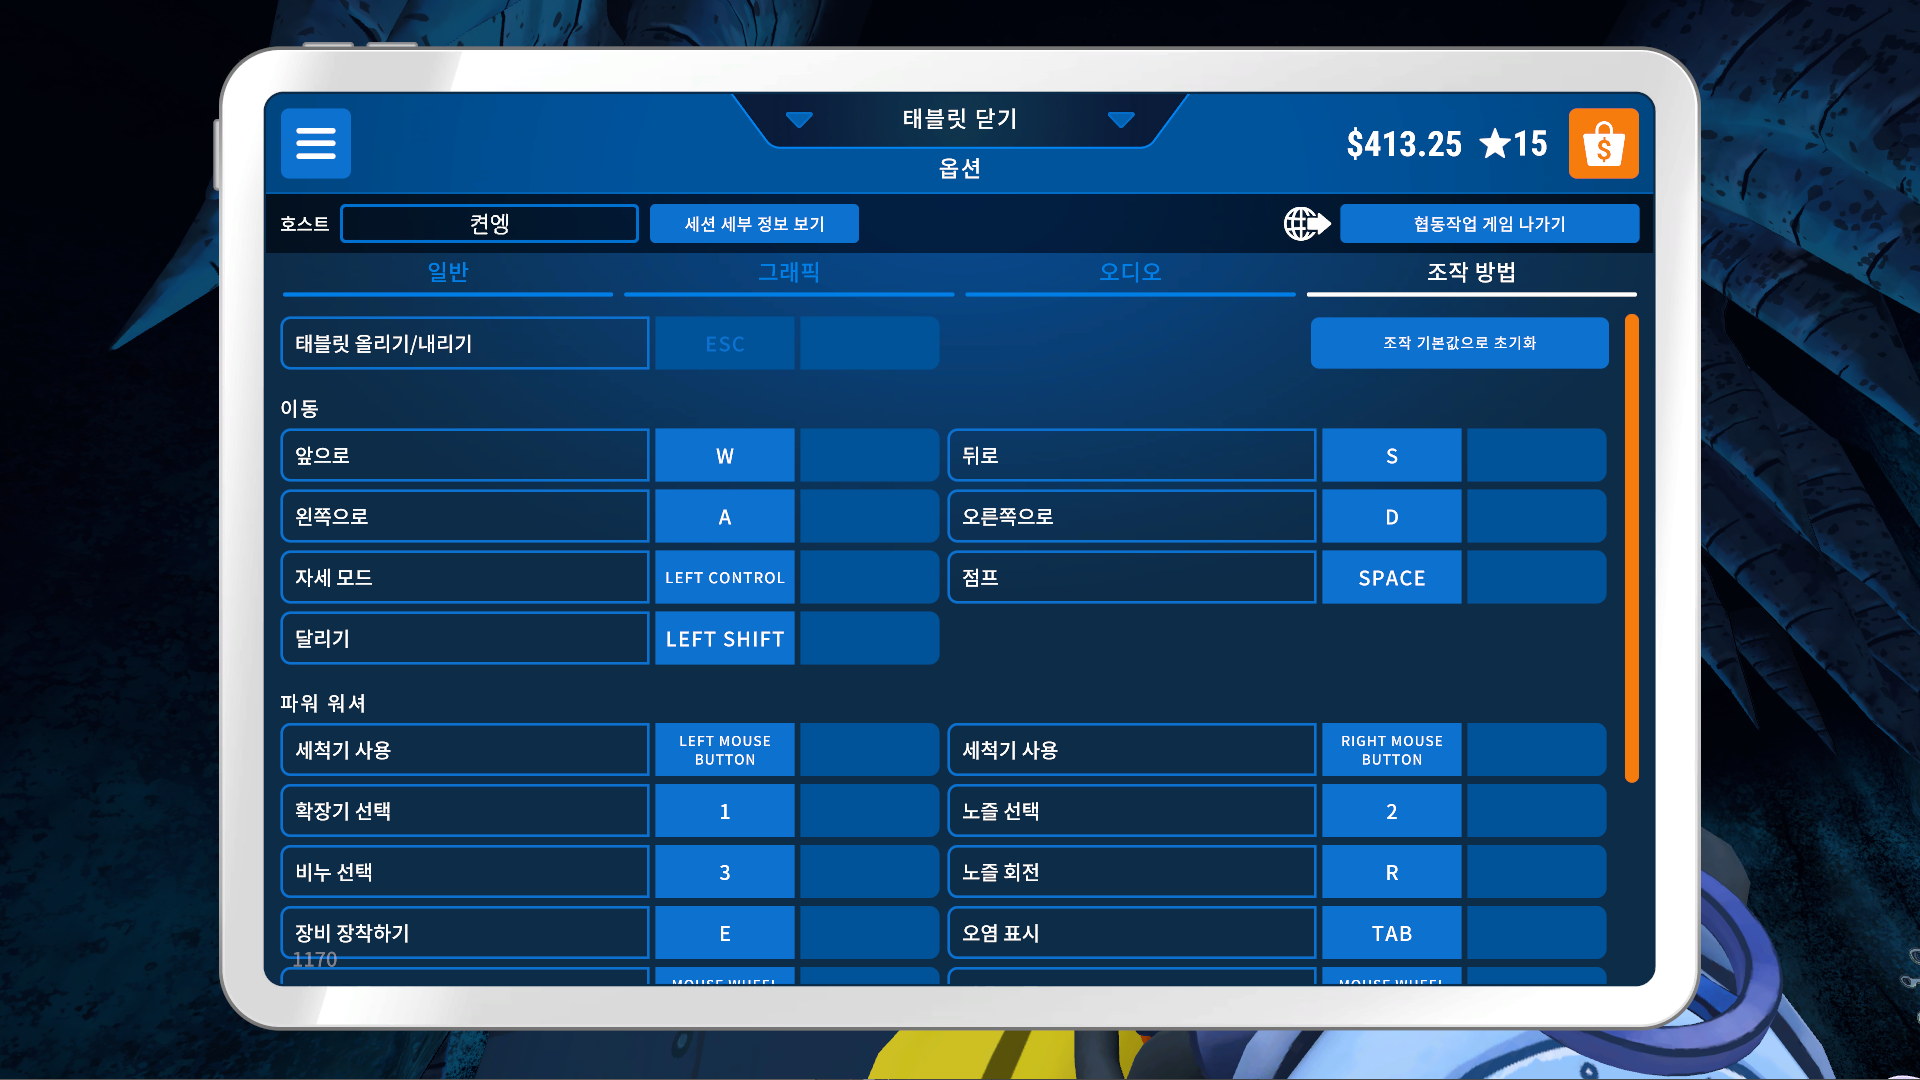 태블릿 닫기
옵션
$413.25 ★15
호스트 켠엥 세션 세부 정보 보기 협동작업 게임 나가기
일반 그래픽 오디오 조작 방법
태블릿 올리기/내리기 ESC 조작 기본값으로 초기화
이동
앞으로 W 뒤로 S
왼쪽으로 A 오른쪽으로 D
자세 모드 LEFT CONTROL 점프 SPACE
달리기 LEFT SHIFT
파워 워셔
세척기 사용 LEFT MOUSE BUTTON 세척기 사용 RIGHT MOUSE BUTTON
확장기 선택 1 노즐 선택 2
비누 선택 3 노즐 회전 R
장비 장착하기 E 오염 표시 TAB
1170
MOUSE WHEEL MOUSE WHEEL